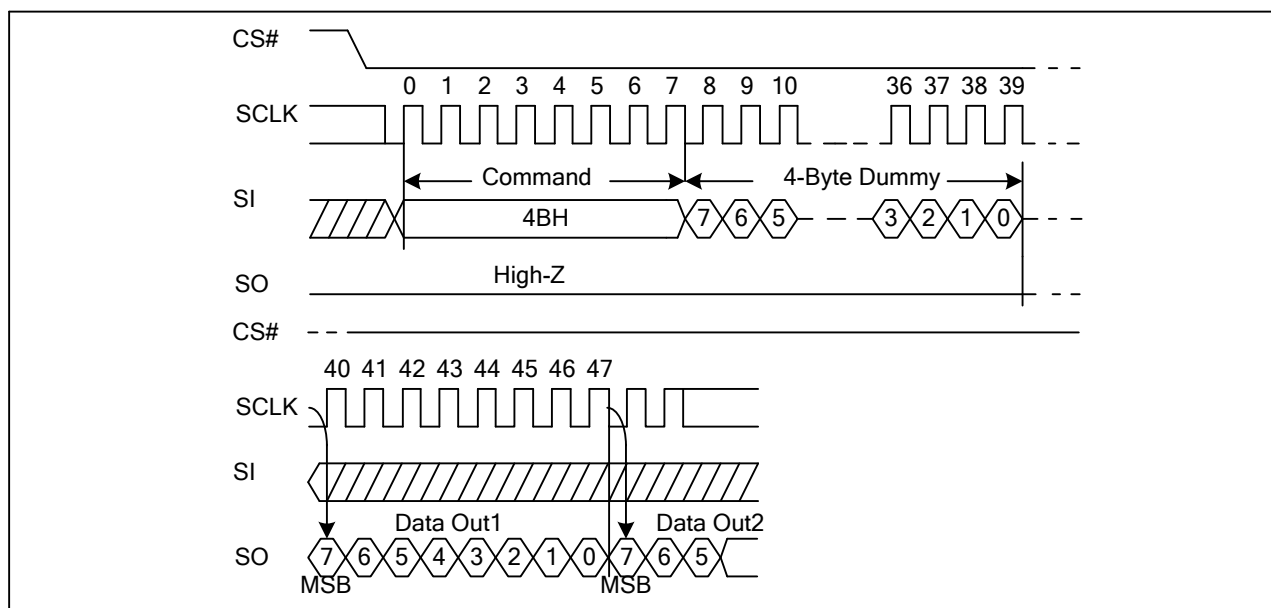 CS#
0 1 2 3 4 5 6 7 8 9 10 36 37 38 39
SCLK
Command 4-Byte Dummy
SI
4BH 7 6 5 3 2 1 0
High-Z
SO
CS#
40 41 42 43 44 45 46 47
SCLK
SI
Data Out1 Data Out2
SO 7 6 5 4 3 2 1 0 7 6 5
MSB MSB